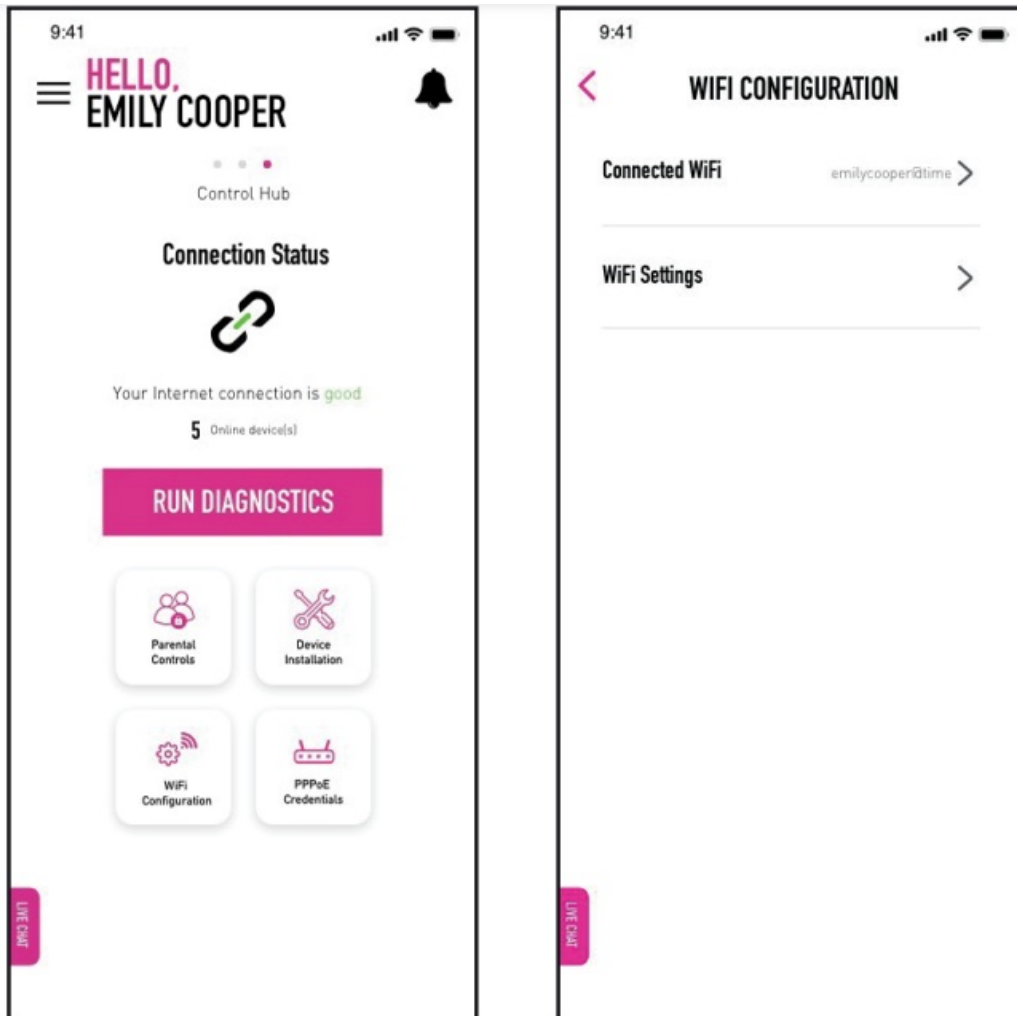 9:41
HELLO,
EMILY COOPER
Control Hub
Connection Status
Your Internet connection is good
5 Online device(s)
RUN DIAGNOSTICS
Parental
Controls
Device
Installation
WiFi
Configuration
PPPoE
Credentials
LIVE CHAT
9:41
WIFI CONFIGURATION
Connected WiFi emilycooper@time
WiFi Settings
LIVE CHAT